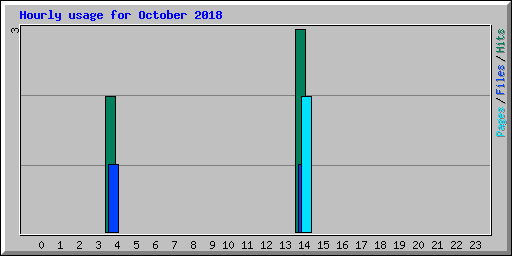 Hourly usage for October 2018
3
Pages/Files/Hits
0 1 2 3 4 5 6 7 8 9 10 11 12 13 14 15 16 17 18 19 20 21 22 23